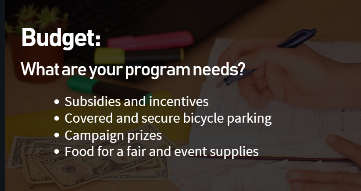 Budget:
What are your program needs?
• Subsidies and incentives
• Covered and secure bicycle parking
• Campaign prizes
• Food for a fair and event supplies